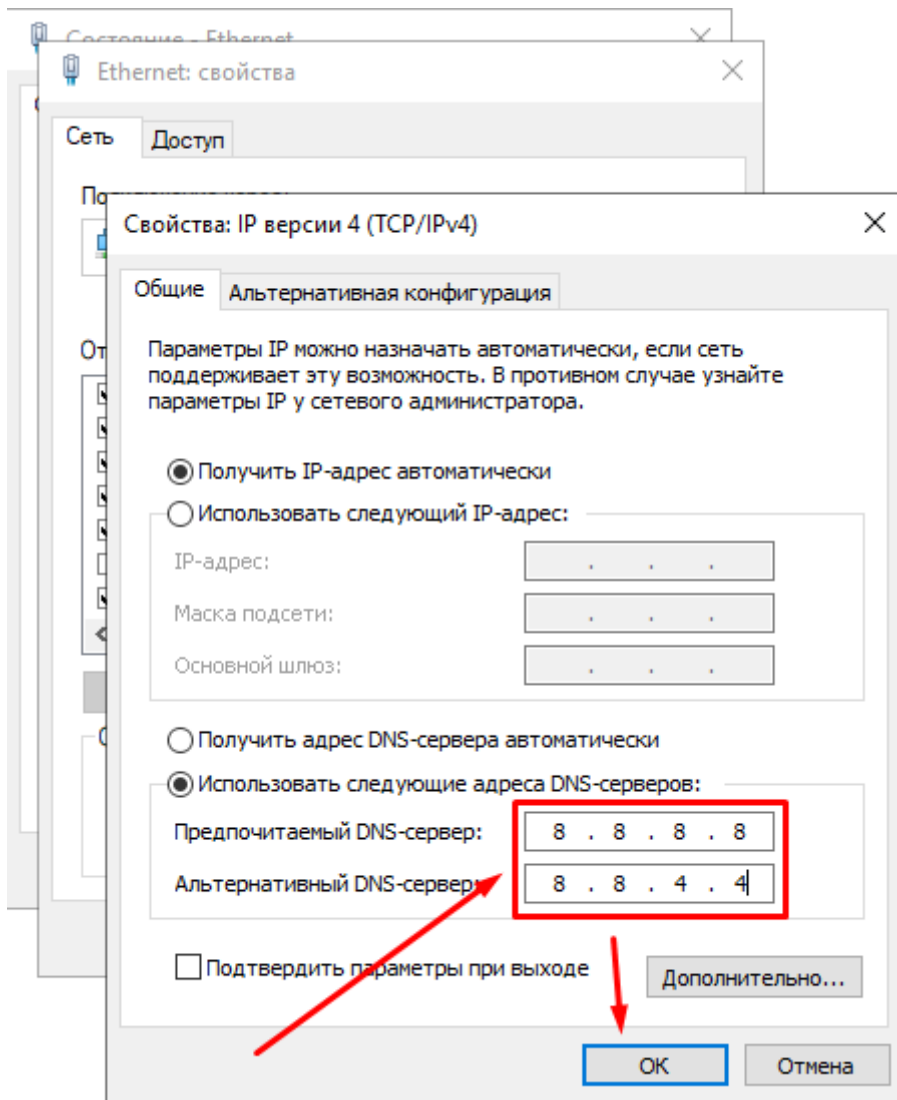 Состояние - Ethernet
Ethernet: свойства
Сеть
Доступ
Свойства: IP версии 4 (TCP/IPv4)
Общие
Альтернативная конфигурация
Параметры IP можно назначать автоматически, если сеть
поддерживает эту возможность. В противном случае узнайте
параметры IP у сетевого администратора.
Получить IP-адрес автоматически
Использовать следующий IP-адрес:
IP-адрес:
. . .
Маска подсети:
. . .
Основной шлюз:
. . .
Получить адрес DNS-сервера автоматически
Использовать следующие адреса DNS-серверов:
Предпочитаемый DNS-сервер:
8 . 8 . 8 . 8
Альтернативный DNS-сервер:
8 . 8 . 4 . 4
Подтвердить параметры при выходе
Дополнительно...
ОК
Отмена